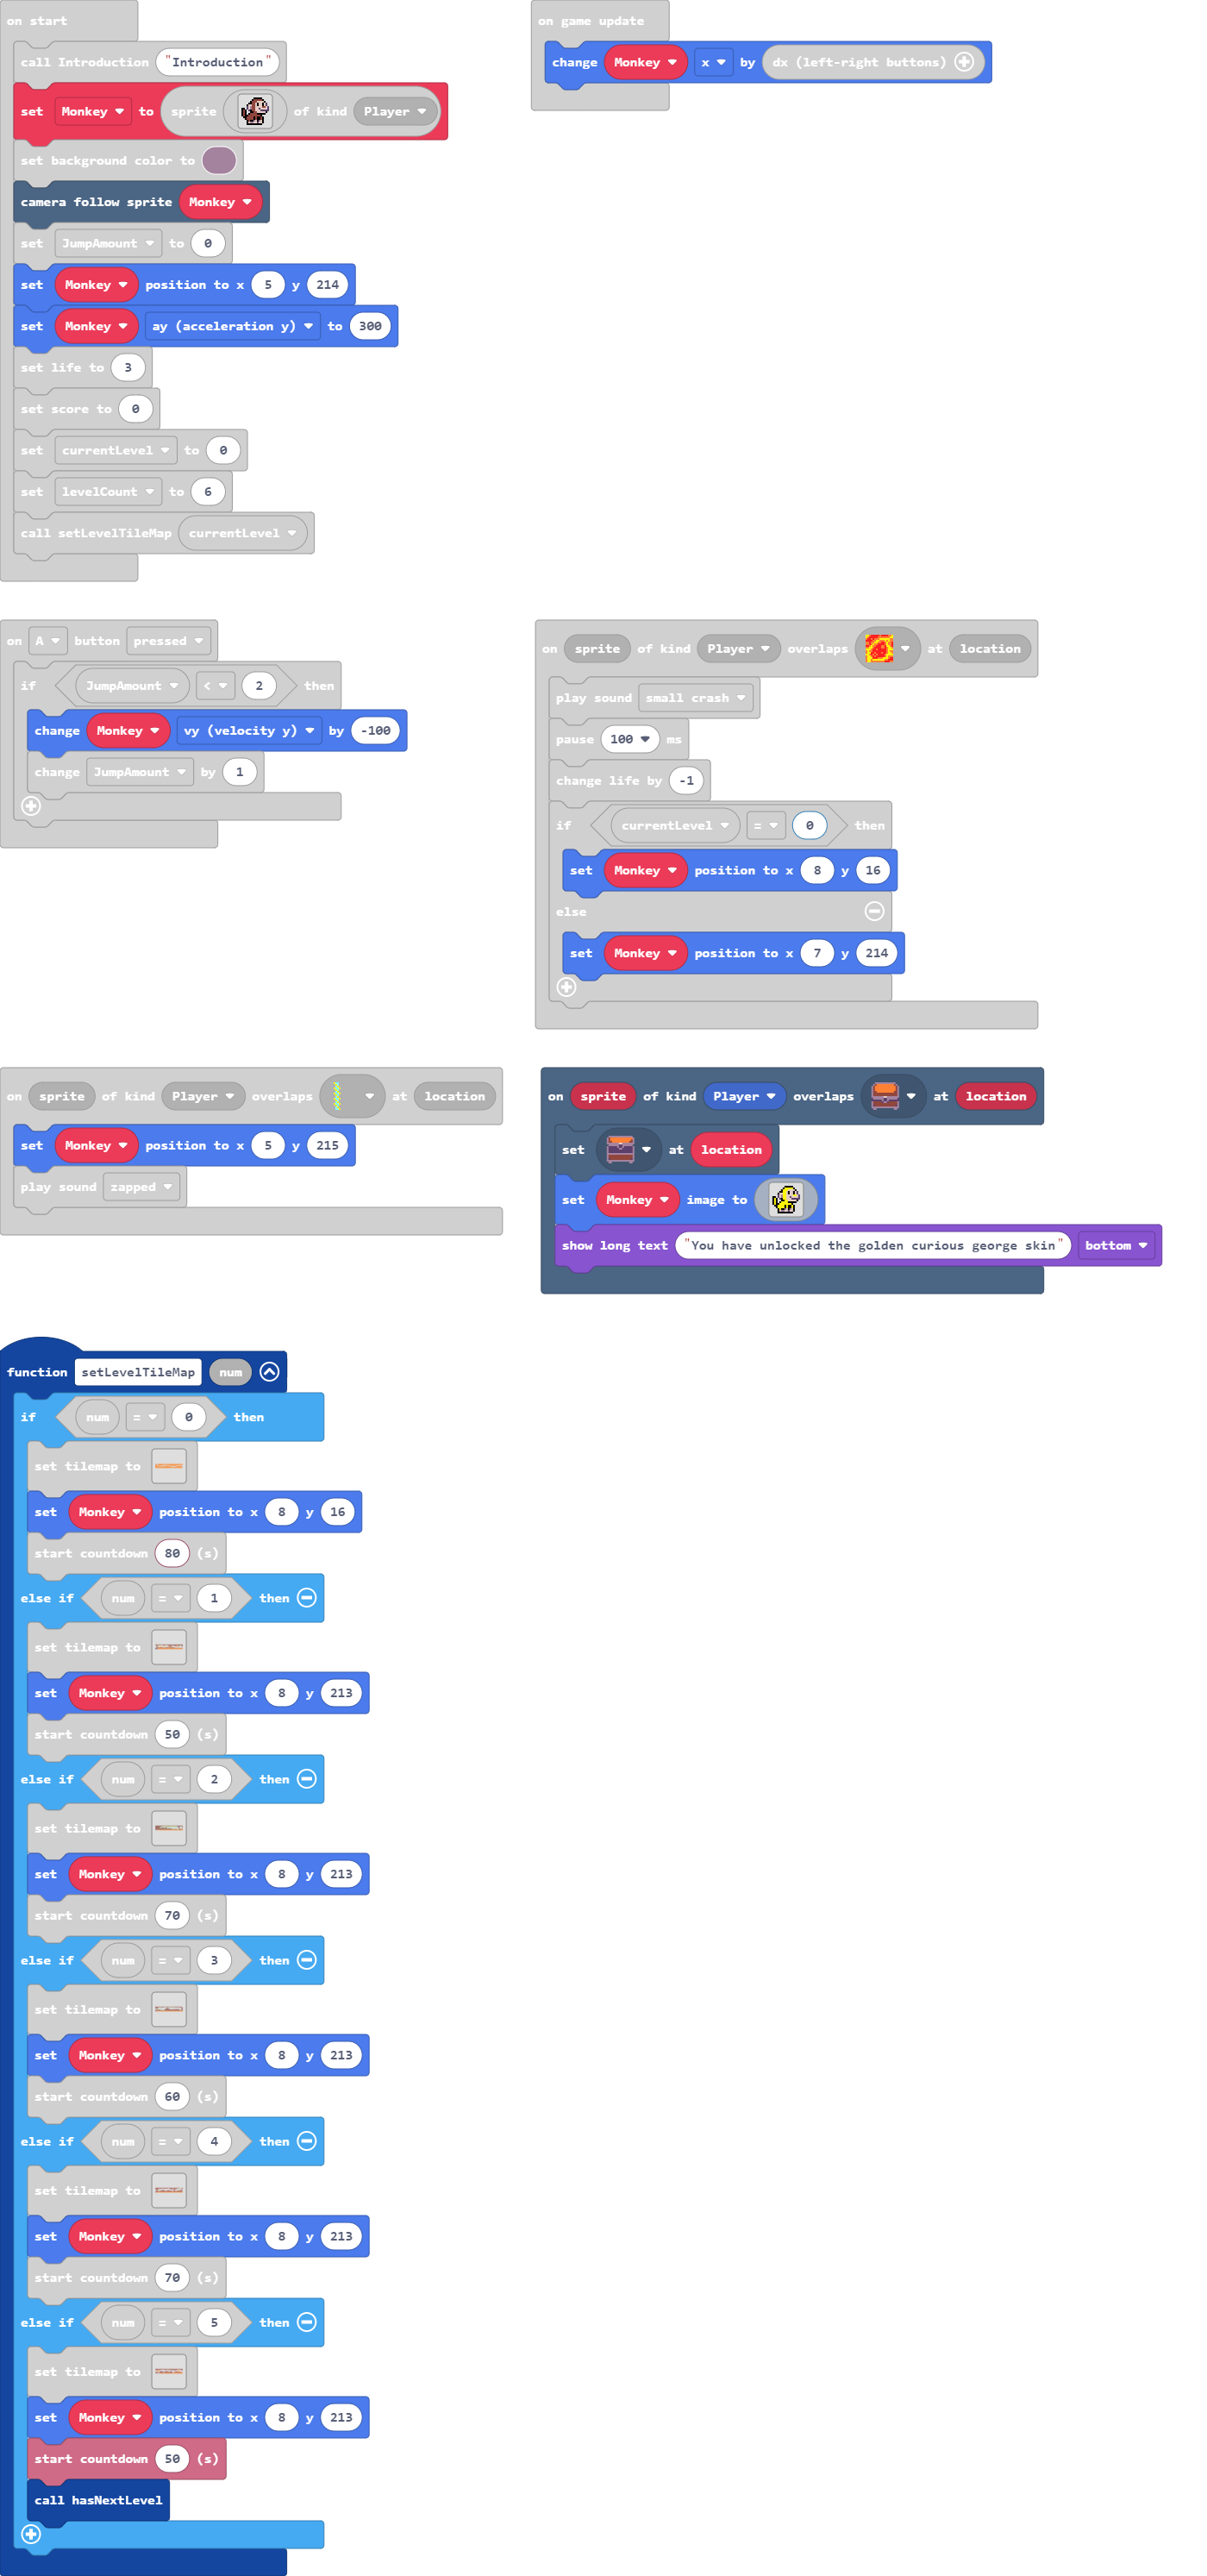 on start
call Introduction "Introduction"
set Monkey to sprite of kind Player
set background color to
camera follow sprite Monkey
set JumpAmount to 0
set Monkey position to x 5 y 214
set Monkey ay (acceleration y) to 300
set life to 3
set score to 0
set currentLevel to 0
set levelCount to 6
call setLevelTileMap currentLevel
on game update
change Monkey x by dx (left-right buttons)
on A button pressed
if JumpAmount < 2 then
change Monkey vy (velocity y) by -100
change JumpAmount by 1
on sprite of kind Player overlaps at location
play sound small crash
pause 100 ms
change life by -1
if currentLevel = 0 then
set Monkey position to x 8 y 16
else
set Monkey position to x 7 y 214
on sprite of kind Player overlaps at location
set Monkey position to x 5 y 215
play sound zapped
on sprite of kind Player overlaps at location
set at location
set Monkey image to
show long text "You have unlocked the golden curious george skin" bottom
function setLevelTileMap num
if num = 0 then
set tilemap to
set Monkey position to x 8 y 16
start countdown 80 (s)
else if num = 1 then
set tilemap to
set Monkey position to x 8 y 213
start countdown 50 (s)
else if num = 2 then
set tilemap to
set Monkey position to x 8 y 213
start countdown 70 (s)
else if num = 3 then
set tilemap to
set Monkey position to x 8 y 213
start countdown 60 (s)
else if num = 4 then
set tilemap to
set Monkey position to x 8 y 213
start countdown 70 (s)
else if num = 5 then
set tilemap to
set Monkey position to x 8 y 213
start countdown 50 (s)
call hasNextLevel